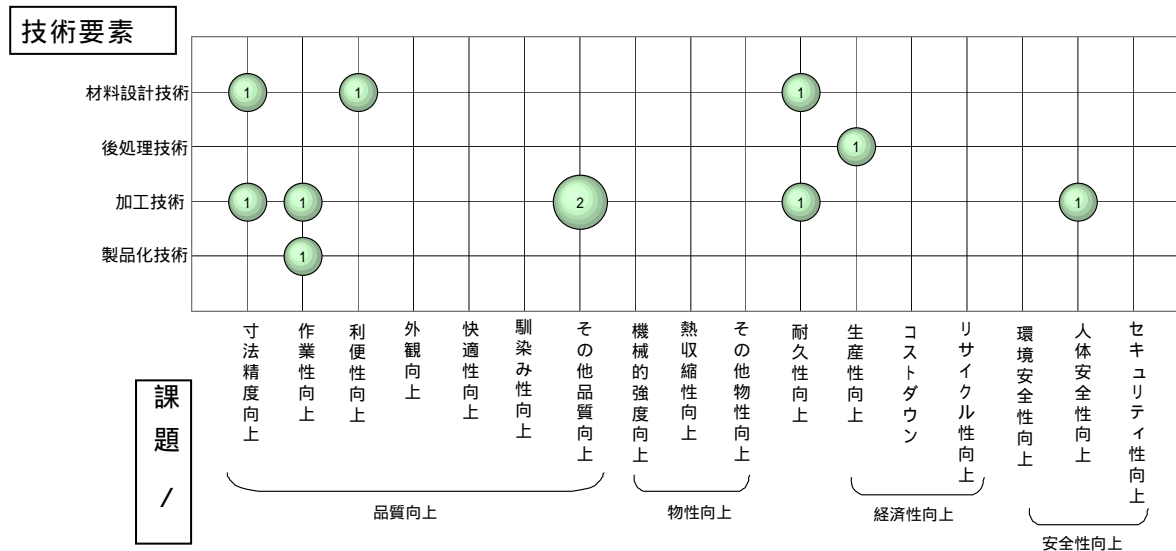 技術要素
材料設計技術
1
1
1
後処理技術
1
加工技術
1
1
2
1
1
製品化技術
1
寸法精度向上
作業性向上
利便性向上
外観向上
快適性向上
馴染み性向上
その他品質向上
機械的強度向上
熱収縮性向上
その他物性向上
耐久性向上
生産性向上
コストダウン
リサイクル性向上
環境安全性向上
人体安全性向上
セキュリティ性向上
課題/
品質向上
物性向上
経済性向上
安全性向上